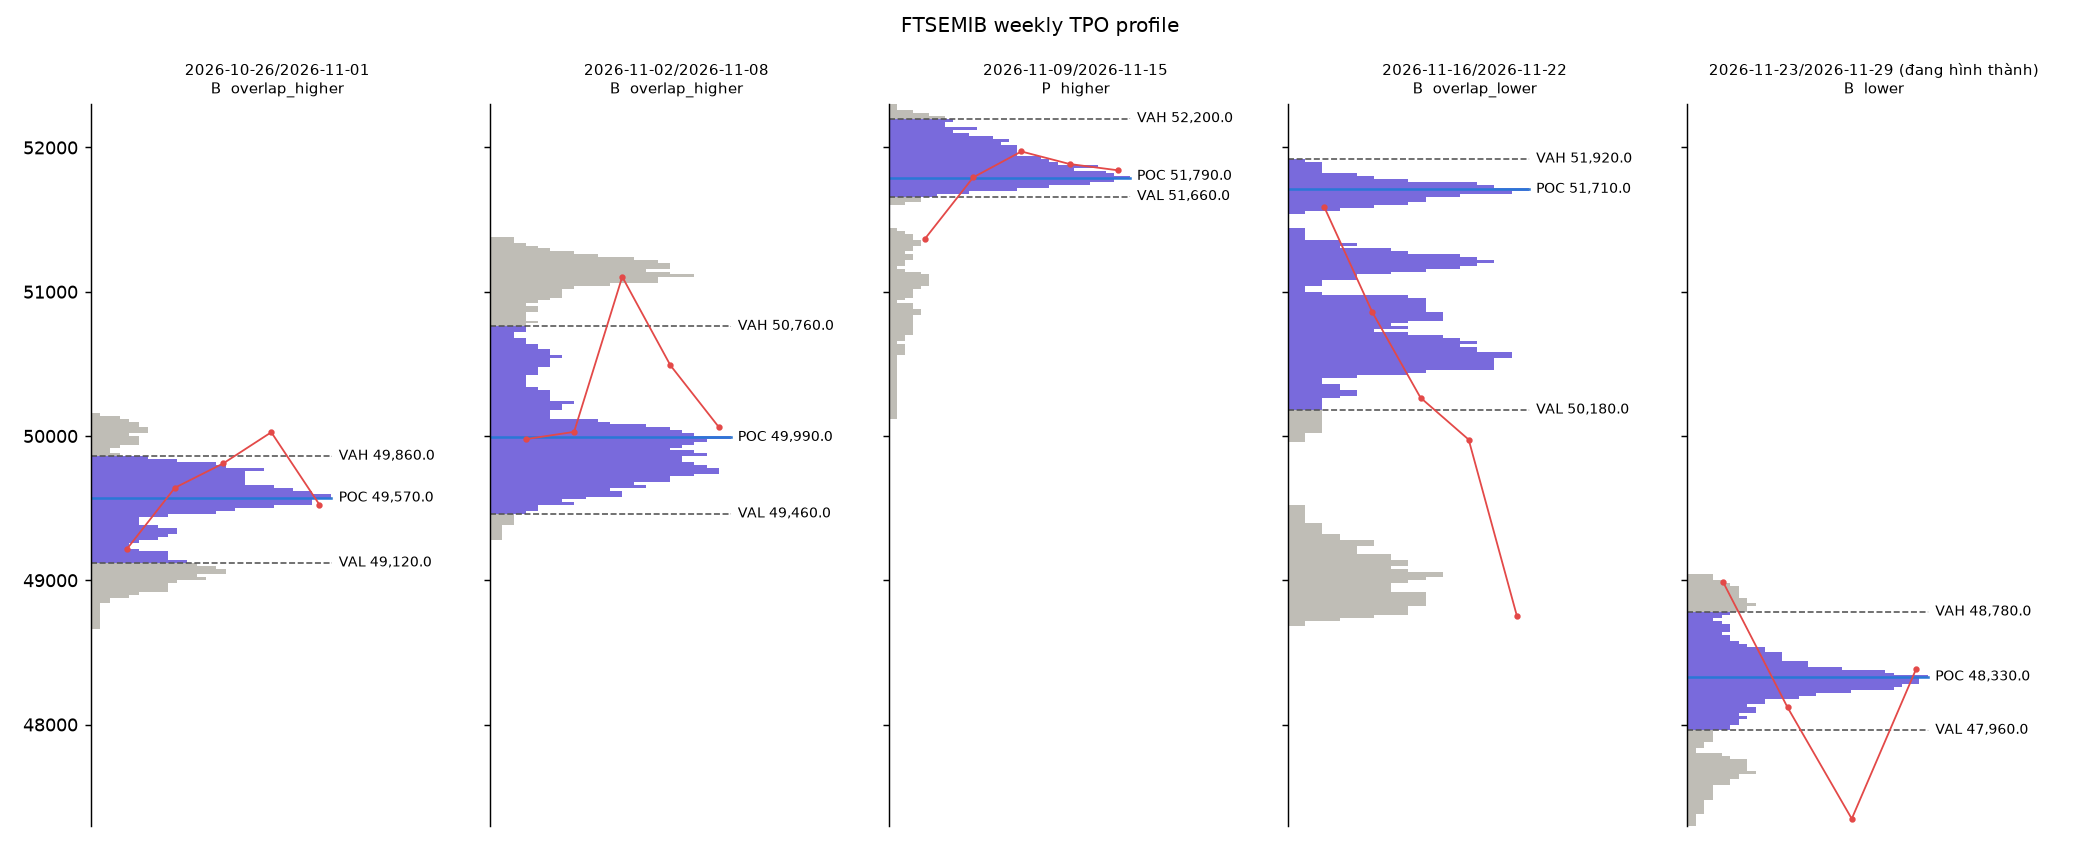 FTSEMIB weekly TPO profile
2026-10-26/2026-11-01
B  overlap_higher
2026-11-02/2026-11-08
B  overlap_higher
2026-11-09/2026-11-15
P  higher
2026-11-16/2026-11-22
B  overlap_lower
2026-11-23/2026-11-29 (đang hình thành)
B  lower
52000
51000
50000
49000
48000
VAH 49,860.0
POC 49,570.0
VAL 49,120.0
VAH 50,760.0
POC 49,990.0
VAL 49,460.0
VAH 52,200.0
POC 51,790.0
VAL 51,660.0
VAH 51,920.0
POC 51,710.0
VAL 50,180.0
VAH 48,780.0
POC 48,330.0
VAL 47,960.0